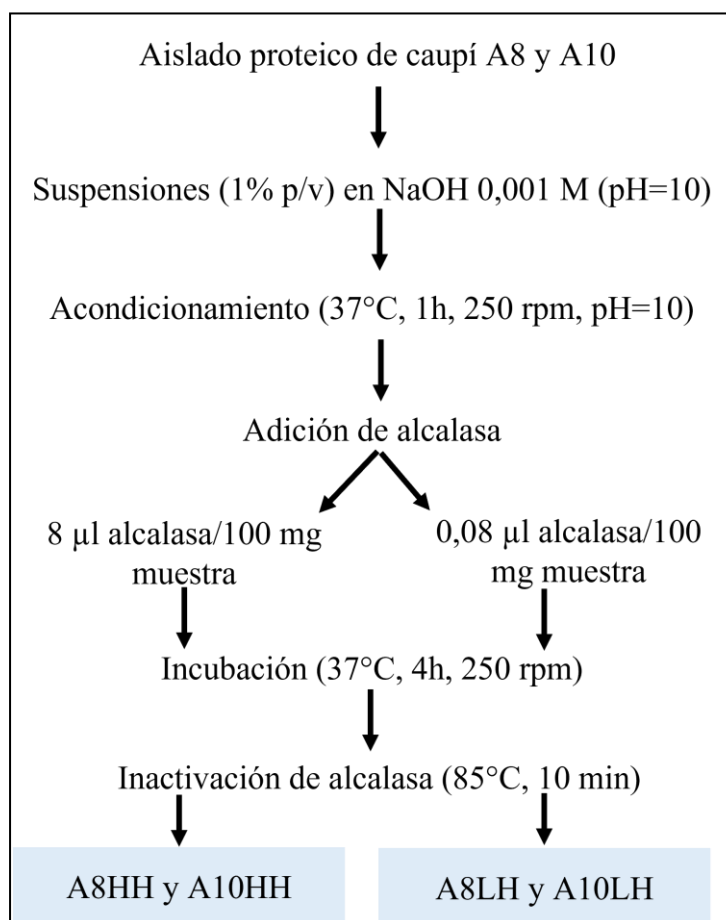 Aislado proteico de caupí A8 y A10
Suspensiones (1% p/v) en NaOH 0,001 M (pH=10)
Acondicionamiento (37°C, 1h, 250 rpm, pH=10)
Adición de alcalasa
8 µl alcalasa/100 mg
muestra
0,08 µl alcalasa/100
mg muestra
Incubación (37°C, 4h, 250 rpm)
Inactivación de alcalasa (85°C, 10 min)
A8HH y A10HH
A8LH y A10LH